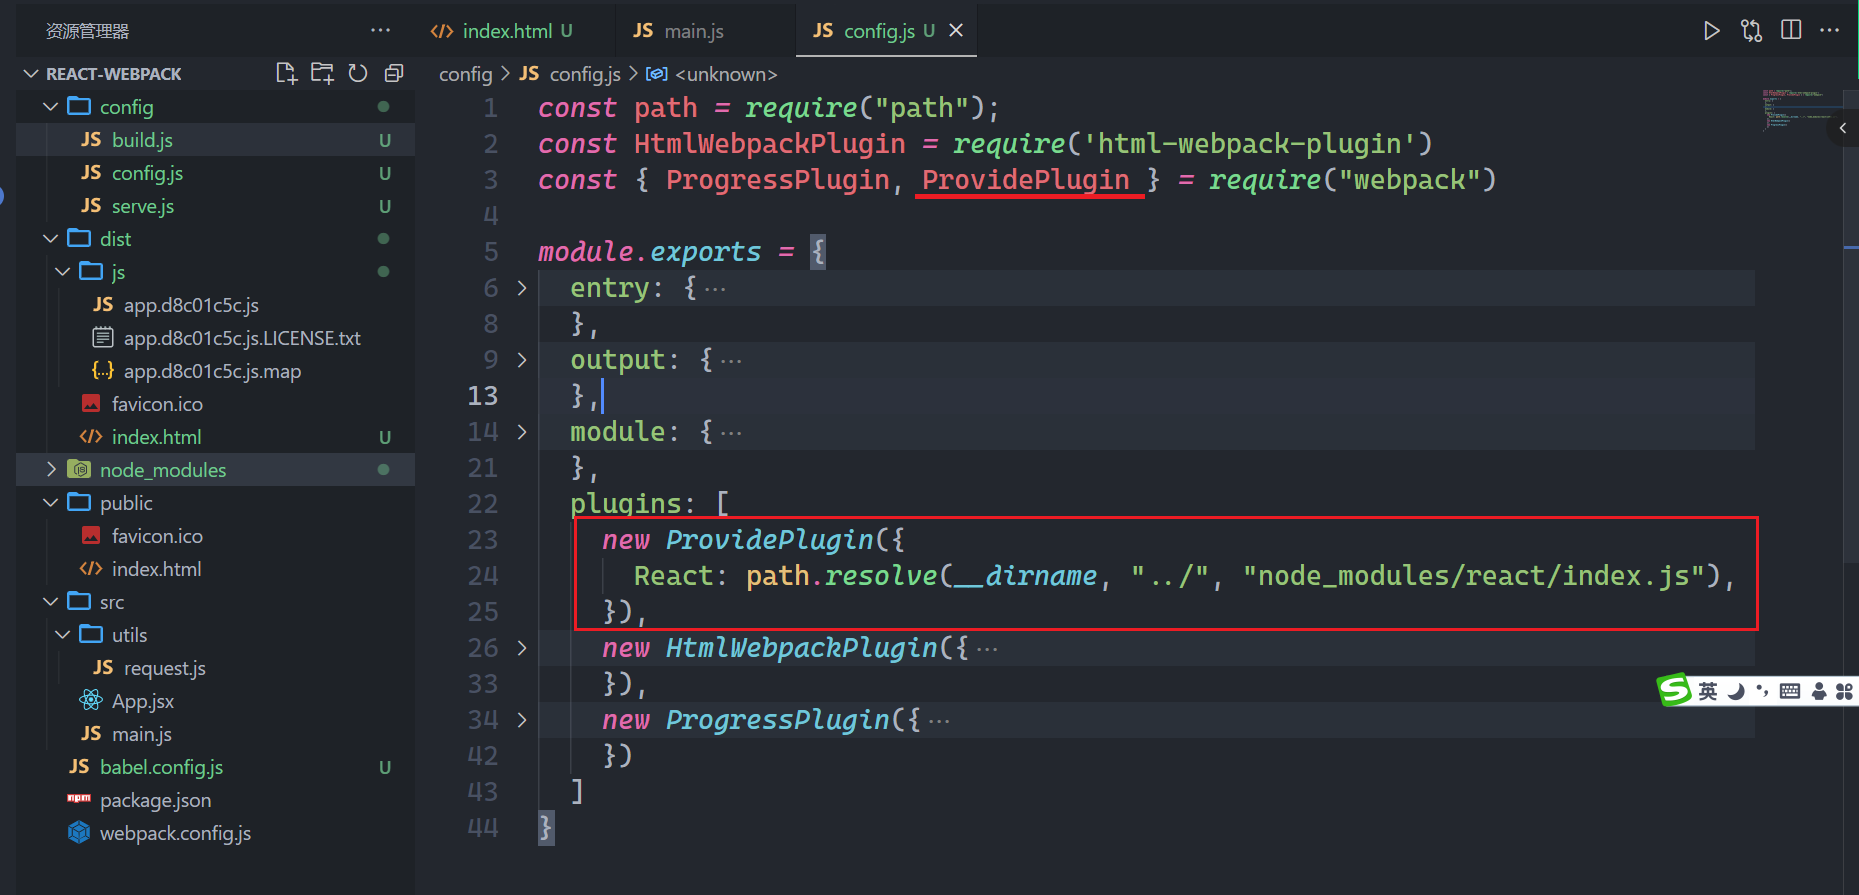 资源管理器 ···
index.html U
JS main.js
JS config.js U
REACT-WEBPACK
config > JS config.js > <unknown>
config
JS build.js U
JS config.js U
JS serve.js U
dist
js
JS app.d8c01c5c.js
app.d8c01c5c.js.LICENSE.txt
{..} app.d8c01c5c.js.map
favicon.ico
index.html U
node_modules
public
favicon.ico
index.html
src
utils
JS request.js
App.jsx
JS main.js
JS babel.config.js U
npm package.json
webpack.config.js
1 const path = require("path");
2 const HtmlWebpackPlugin = require('html-webpack-plugin')
3 const { ProgressPlugin, ProvidePlugin } = require("webpack")
4
5 module.exports = {
6 entry: {···
8 },
9 output: {···
13 },
14 module: {···
21 },
22 plugins: [
23 new ProvidePlugin({
24 React: path.resolve(__dirname, "../", "node_modules/react/index.js"),
25 }),
26 new HtmlWebpackPlugin({···
33 }),
34 new ProgressPlugin({···
42 })
43 ]
44 }
S 英